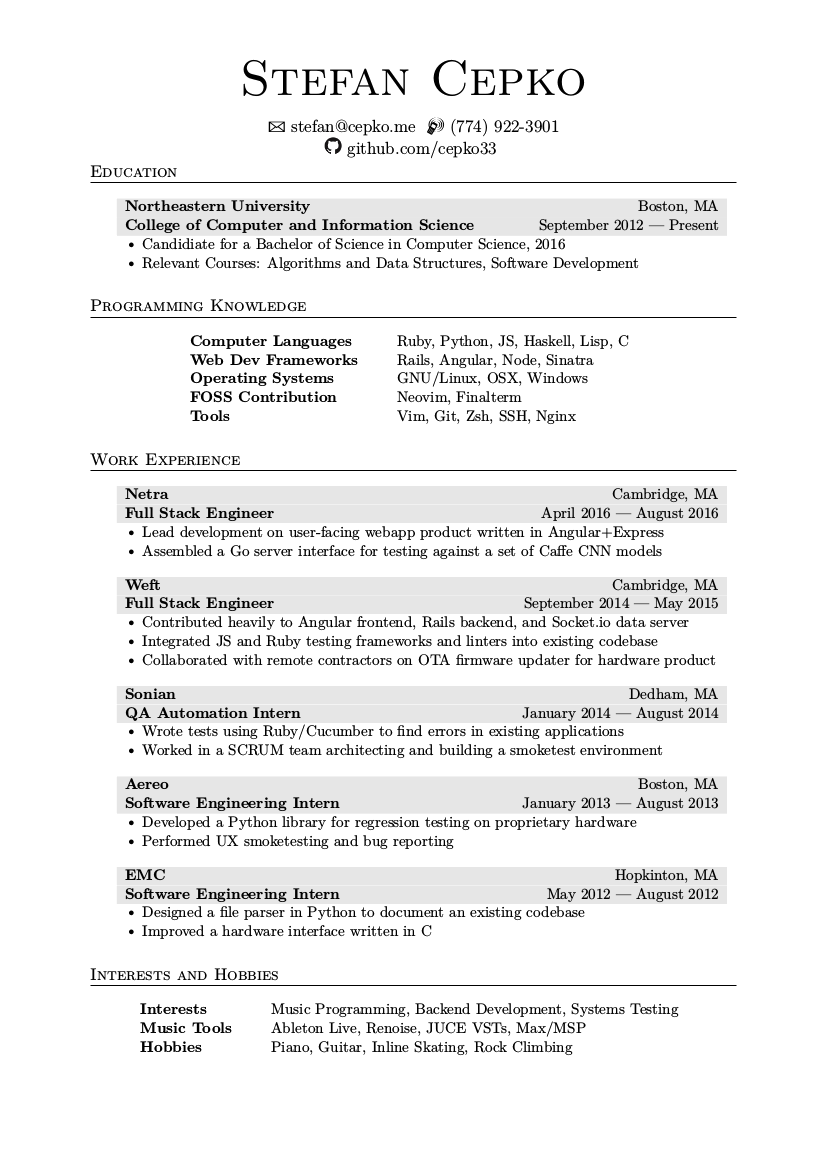 Stefan Cepko
stefan@cepko.me (774) 922-3901
github.com/cepko33
Education
Northeastern University Boston, MA
College of Computer and Information Science September 2012 — Present
• Candidiate for a Bachelor of Science in Computer Science, 2016
• Relevant Courses: Algorithms and Data Structures, Software Development
Programming Knowledge
Computer Languages Ruby, Python, JS, Haskell, Lisp, C
Web Dev Frameworks Rails, Angular, Node, Sinatra
Operating Systems GNU/Linux, OSX, Windows
FOSS Contribution Neovim, Finalterm
Tools Vim, Git, Zsh, SSH, Nginx
Work Experience
Netra Cambridge, MA
Full Stack Engineer April 2016 — August 2016
• Lead development on user-facing webapp product written in Angular+Express
• Assembled a Go server interface for testing against a set of Caffe CNN models
Weft Cambridge, MA
Full Stack Engineer September 2014 — May 2015
• Contributed heavily to Angular frontend, Rails backend, and Socket.io data server
• Integrated JS and Ruby testing frameworks and linters into existing codebase
• Collaborated with remote contractors on OTA firmware updater for hardware product
Sonian Dedham, MA
QA Automation Intern January 2014 — August 2014
• Wrote tests using Ruby/Cucumber to find errors in existing applications
• Worked in a SCRUM team architecting and building a smoketest environment
Aereo Boston, MA
Software Engineering Intern January 2013 — August 2013
• Developed a Python library for regression testing on proprietary hardware
• Performed UX smoketesting and bug reporting
EMC Hopkinton, MA
Software Engineering Intern May 2012 — August 2012
• Designed a file parser in Python to document an existing codebase
• Improved a hardware interface written in C
Interests and Hobbies
Interests Music Programming, Backend Development, Systems Testing
Music Tools Ableton Live, Renoise, JUCE VSTs, Max/MSP
Hobbies Piano, Guitar, Inline Skating, Rock Climbing